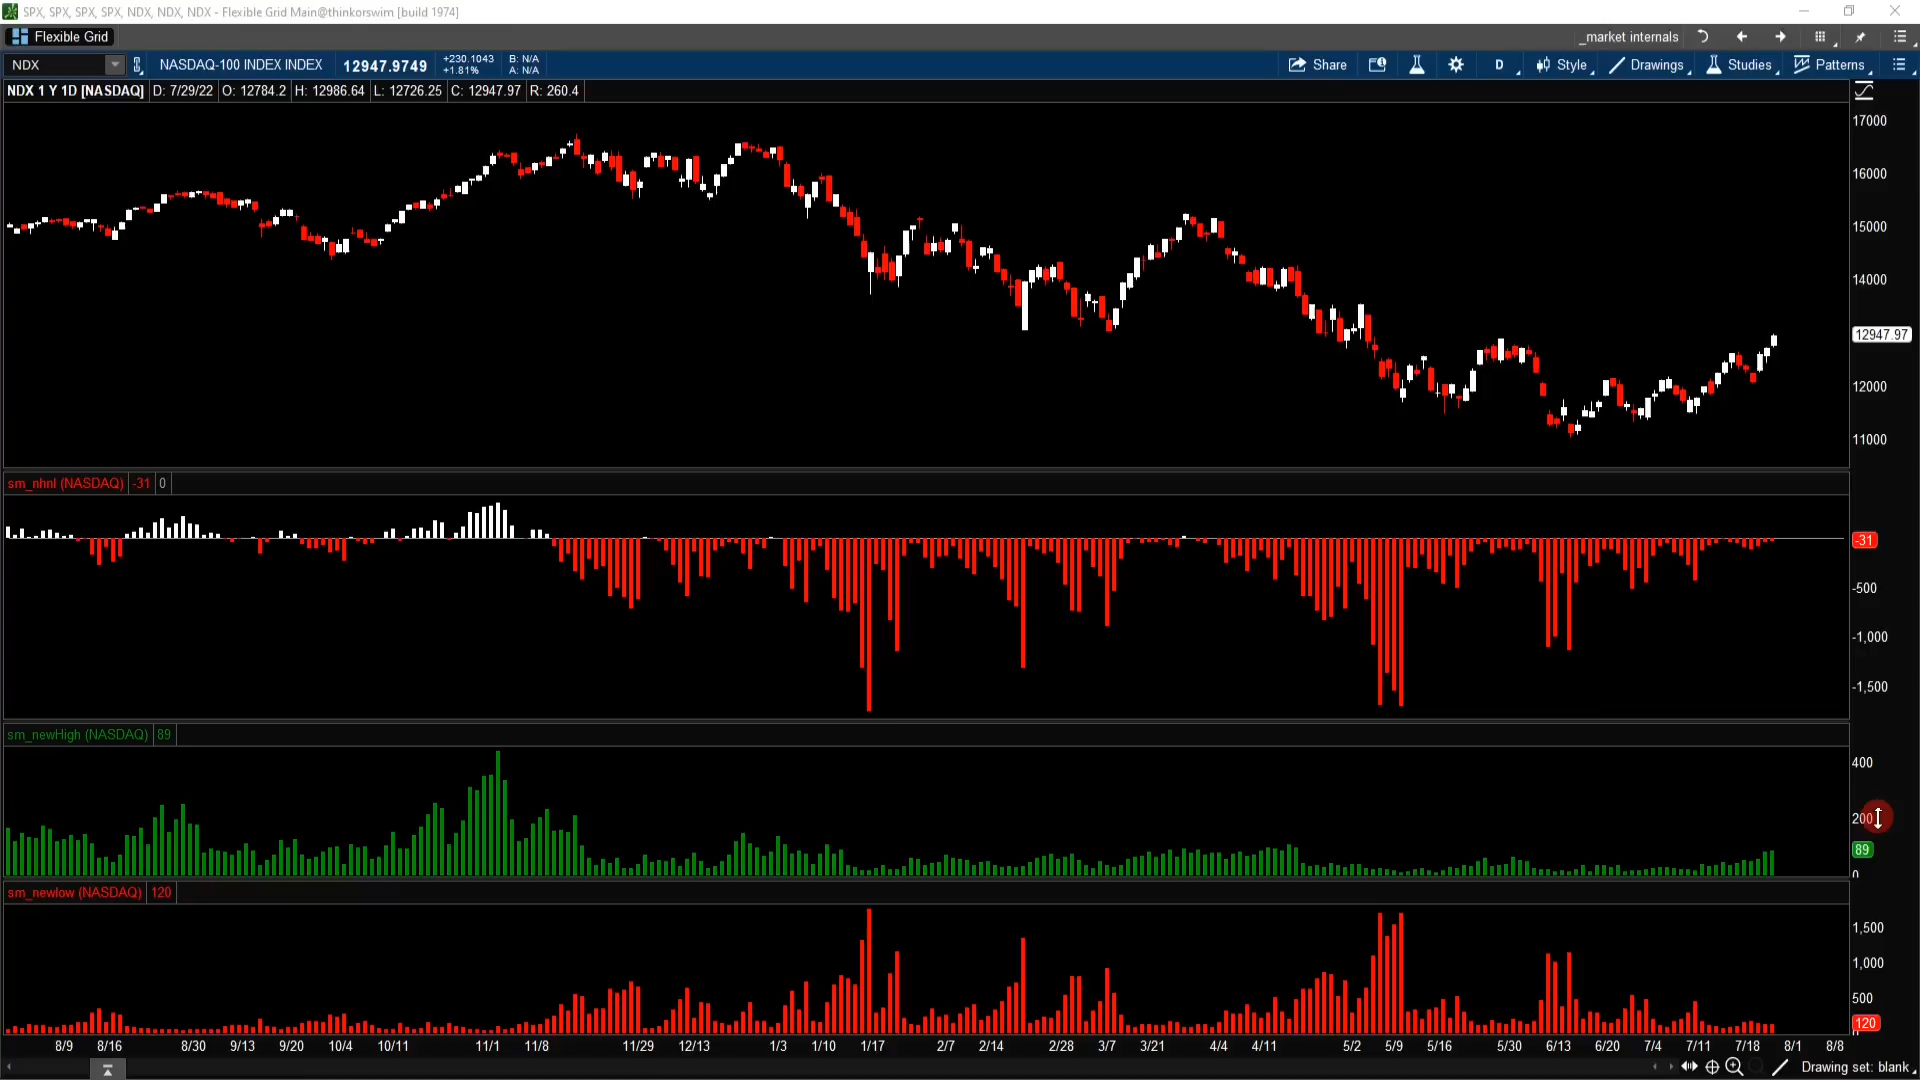 SPX, SPX, SPX, SPX, NDX, NDX, NDX - Flexible Grid Main@thinkorswim [build 1974]
Flexible Grid
_market internals
NDX
NASDAQ-100 INDEX INDEX
12947.9749
+230.1043
+1.81%
B: N/A
A: N/A
Share
D
Style
Drawings
Studies
Patterns
NDX 1 Y 1D [NASDAQ] D: 7/29/22 O: 12784.2 H: 12986.64 L: 12726.25 C: 12947.97 R: 260.4
17000
16000
15000
14000
12947.97
12000
11000
sm_nhnl (NASDAQ) -31 0
-31
-500
-1,000
-1,500
sm_newHigh (NASDAQ) 89
400
200
89
0
sm_newlow (NASDAQ) 120
1,500
1,000
500
120
8/9 8/16 8/30 9/13 9/20 10/4 10/11 11/1 11/8 11/29 12/13 1/3 1/10 1/17 2/7 2/14 2/28 3/7 3/21 4/4 4/11 5/2 5/9 5/16 5/30 6/13 6/20 7/4 7/11 7/18 8/1 8/8
Drawing set: blank